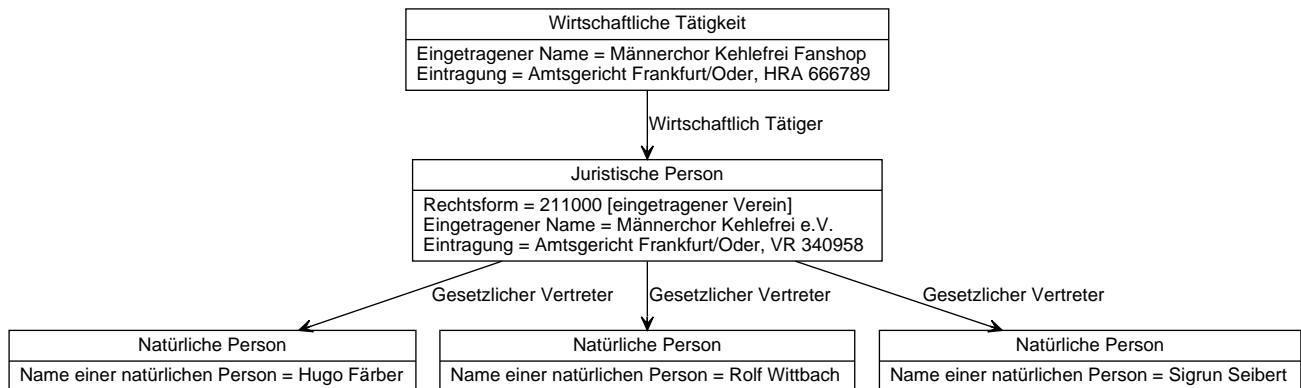 Wirtschaftliche Tätigkeit
Eingetragener Name = Männerchor Kehlefrei Fanshop
Eintragung = Amtsgericht Frankfurt/Oder, HRA 666789
Wirtschaftlich Tätiger
Juristische Person
Rechtsform = 211000 [eingetragener Verein]
Eingetragener Name = Männerchor Kehlefrei e.V.
Eintragung = Amtsgericht Frankfurt/Oder, VR 340958
Gesetzlicher Vertreter
Gesetzlicher Vertreter
Gesetzlicher Vertreter
Natürliche Person
Name einer natürlichen Person = Hugo Färber
Natürliche Person
Name einer natürlichen Person = Rolf Wittbach
Natürliche Person
Name einer natürlichen Person = Sigrun Seibert